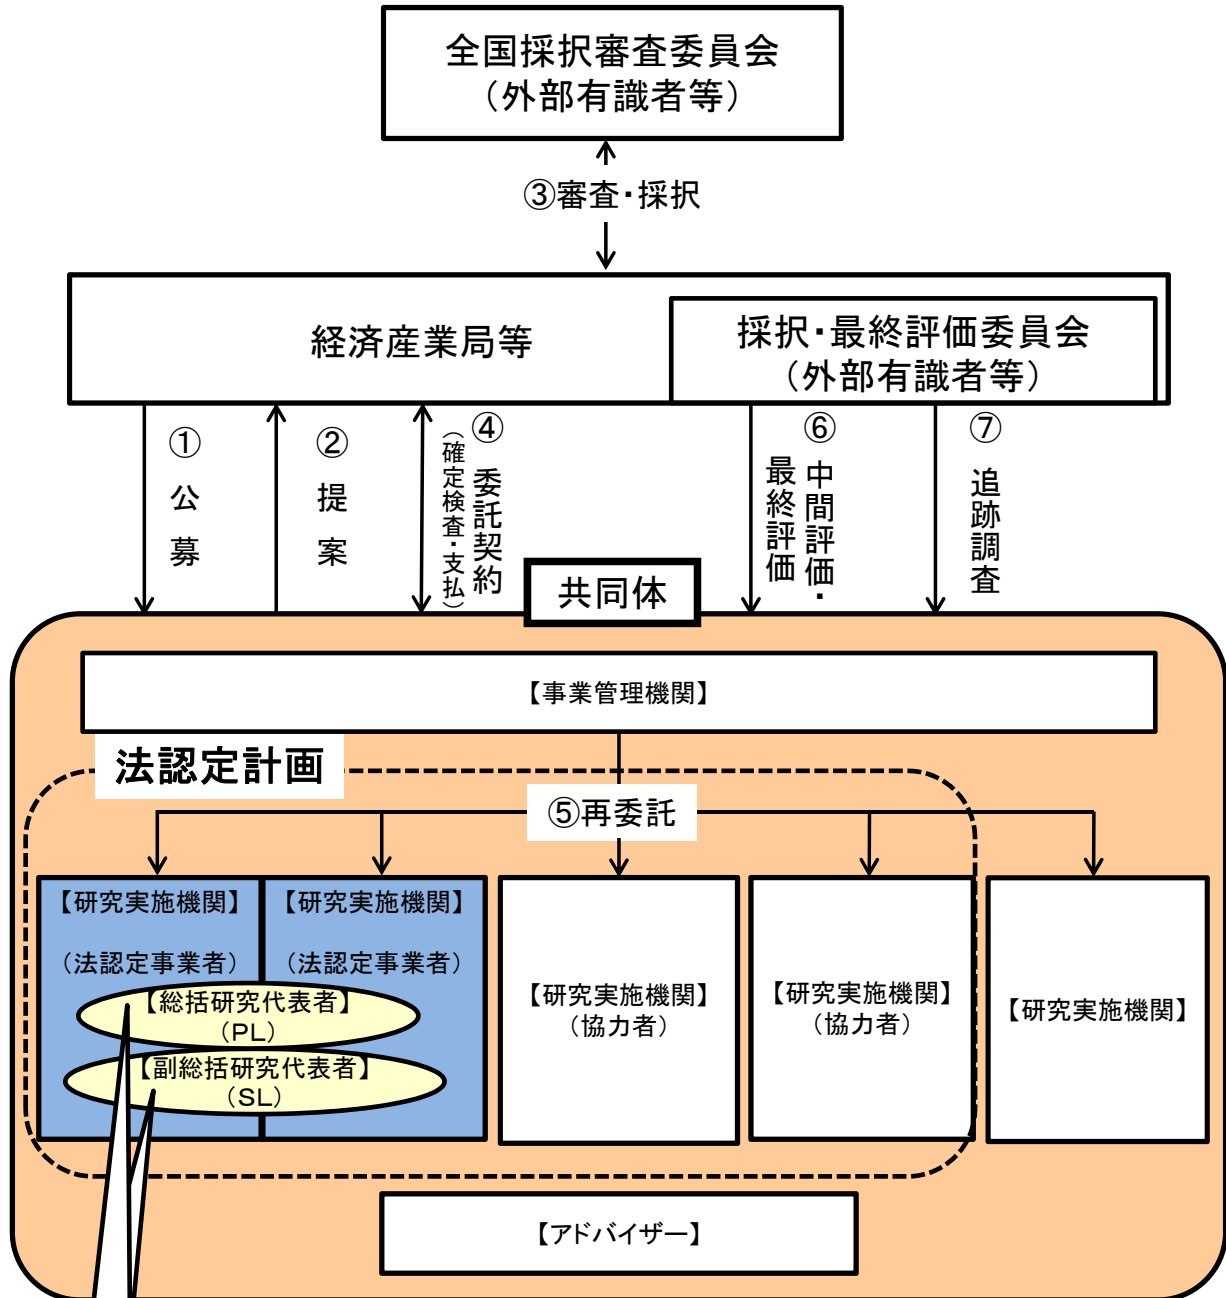 全国採択審査委員会
（外部有識者等）
③審査・採択
経済産業局等
採択・最終評価委員会
（外部有識者等）
①公募
②提案
④委託契約
（確定検査・支払）
⑥中間評価・
最終評価
⑦追跡調査
共同体
【事業管理機関】
法認定計画
⑤再委託
【研究実施機関】
（法認定事業者）
【研究実施機関】
（法認定事業者）
【総括研究代表者】
（PL）
【副総括研究代表者】
（SL）
【研究実施機関】
（協力者）
【研究実施機関】
（協力者）
【研究実施機関】
【アドバイザー】